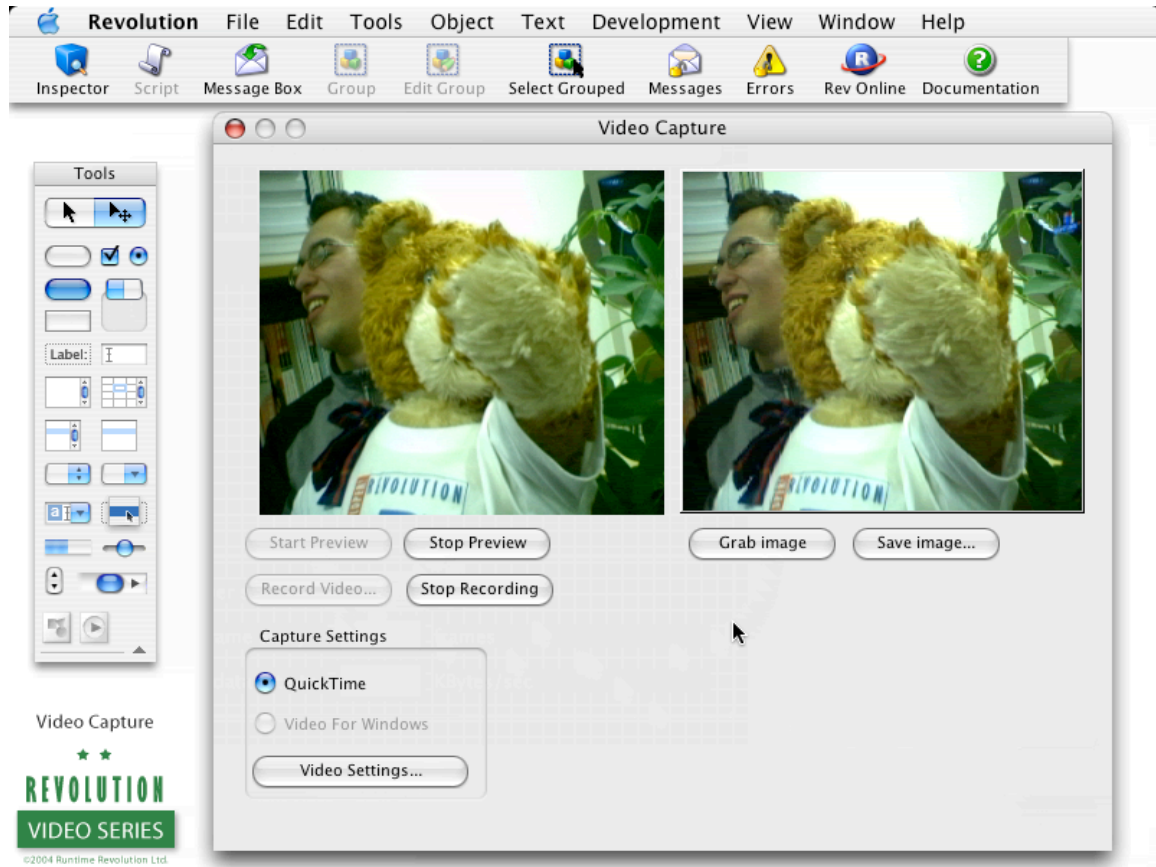 Revolution File Edit Tools Object Text Development View Window Help
Inspector Script Message Box Group Edit Group Select Grouped Messages Errors Rev Online Documentation
Video Capture
Tools
Label:
REVOLUTION
REVOLUTION
Start Preview Stop Preview Grab image Save image...
Record Video... Stop Recording
Capture Settings
QuickTime
Video For Windows
Video Settings...
Video Capture
REVOLUTION
VIDEO SERIES
©2004 Runtime Revolution Ltd.